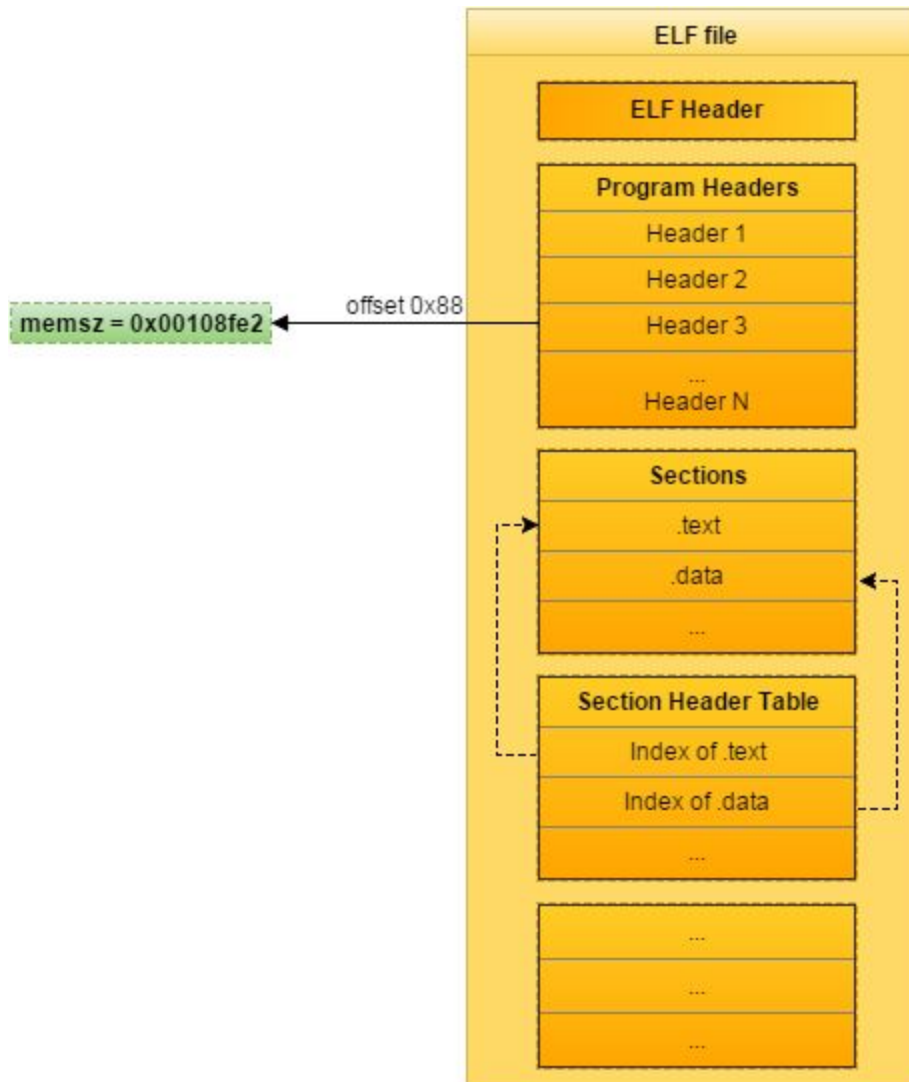 ELF file
ELF Header
Program Headers
Header 1
Header 2
offset 0x88
memsz = 0x00108fe2
Header 3
...
Header N
Sections
.text
.data
...
Section Header Table
Index of .text
Index of .data
...
...
...
...